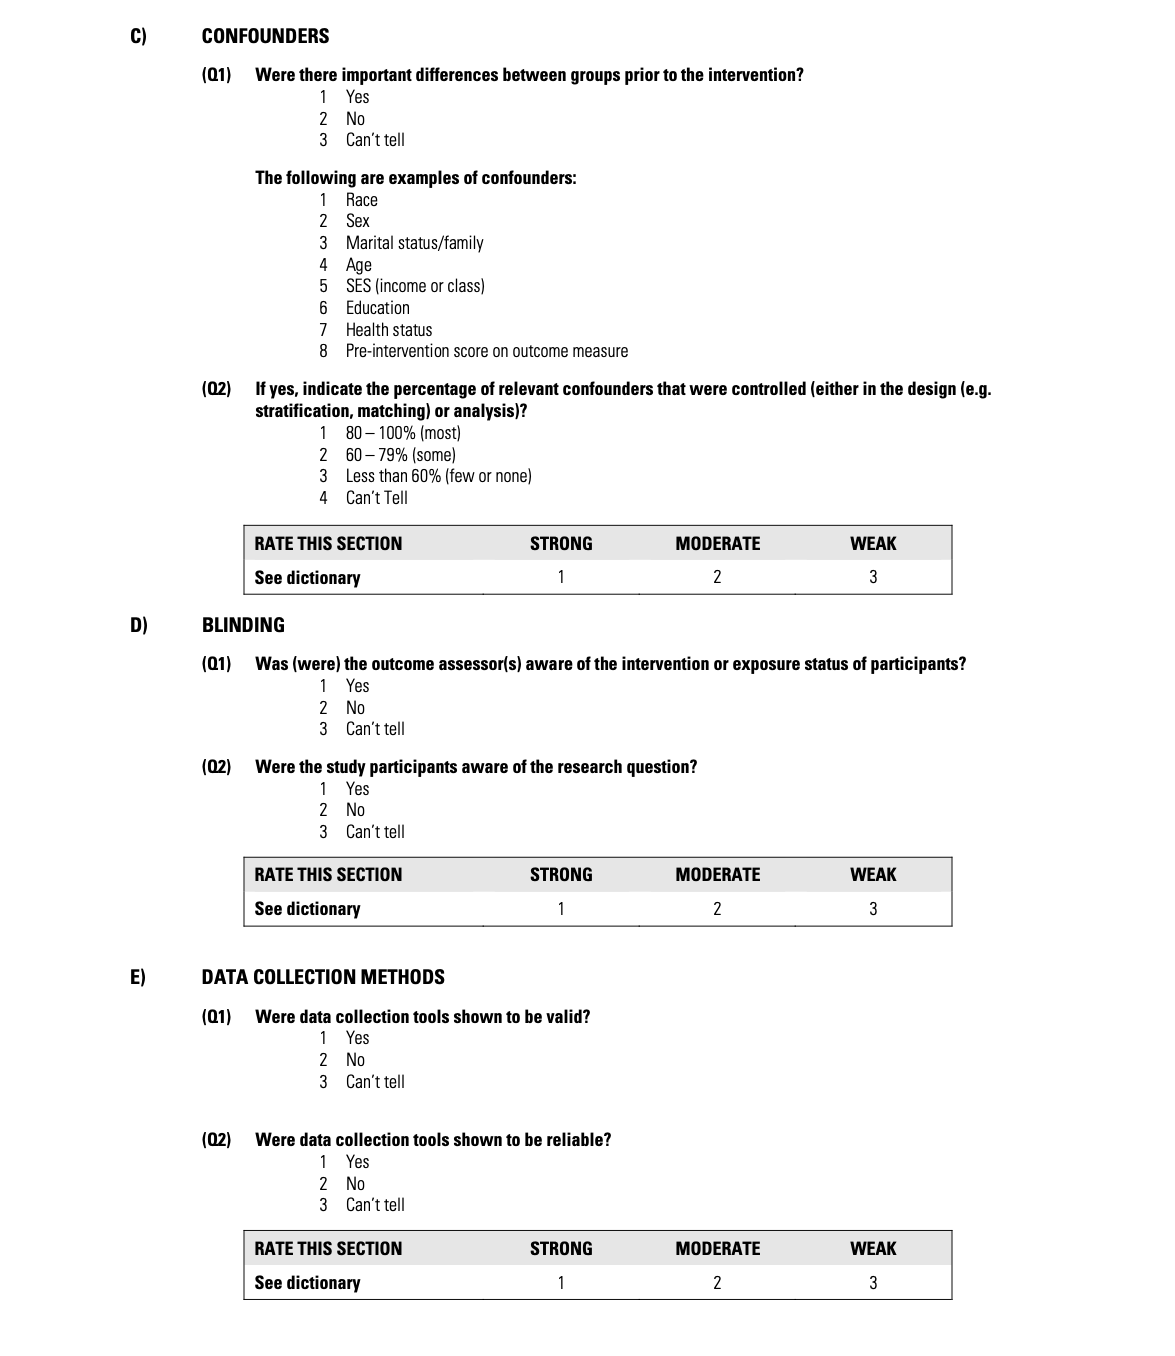 C) CONFOUNDERS
(Q1) Were there important differences between groups prior to the intervention?
1 Yes
2 No
3 Can't tell
The following are examples of confounders:
1 Race
2 Sex
3 Marital status/family
4 Age
5 SES (income or class)
6 Education
7 Health status
8 Pre-intervention score on outcome measure
(Q2) If yes, indicate the percentage of relevant confounders that were controlled (either in the design (e.g.
stratification, matching) or analysis)?
1 80 – 100% (most)
2 60 – 79% (some)
3 Less than 60% (few or none)
4 Can't Tell
RATE THIS SECTION STRONG MODERATE WEAK
See dictionary 1 2 3
D) BLINDING
(Q1) Was (were) the outcome assessor(s) aware of the intervention or exposure status of participants?
1 Yes
2 No
3 Can't tell
(Q2) Were the study participants aware of the research question?
1 Yes
2 No
3 Can't tell
RATE THIS SECTION STRONG MODERATE WEAK
See dictionary 1 2 3
E) DATA COLLECTION METHODS
(Q1) Were data collection tools shown to be valid?
1 Yes
2 No
3 Can't tell
(Q2) Were data collection tools shown to be reliable?
1 Yes
2 No
3 Can't tell
RATE THIS SECTION STRONG MODERATE WEAK
See dictionary 1 2 3